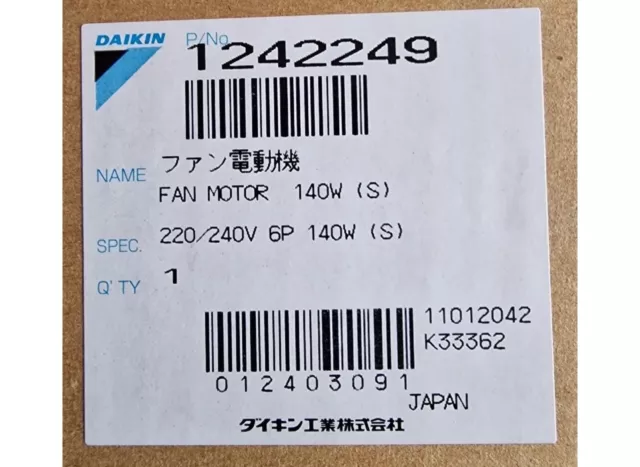 DAIKIN P/No 1242249
NAME ファン電動機
FAN MOTOR 140W (S)
SPEC. 220/240V 6P 140W (S)
Q'TY 1
11012042
K33362
012403091
JAPAN
ダイキン工業株式会社